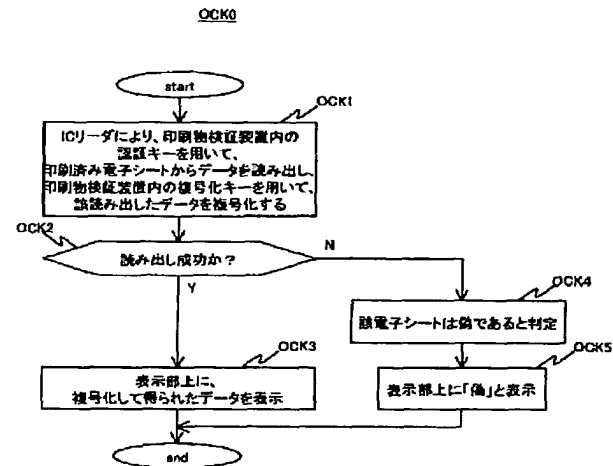 OCK0
start
OCK1
ICリーダにより、印刷物検証装置内の
認証キーを用いて、
印刷済み電子シートからデータを読み出し、
印刷物検証装置内の復号化キーを用いて、
該読み出したデータを復号化する
OCK2
読み出し成功か？
N
Y
OCK4
該電子シートは偽であると判定
OCK3
OCK5
表示部上に、
復号化して得られたデータを表示
表示部上に「偽」と表示
end